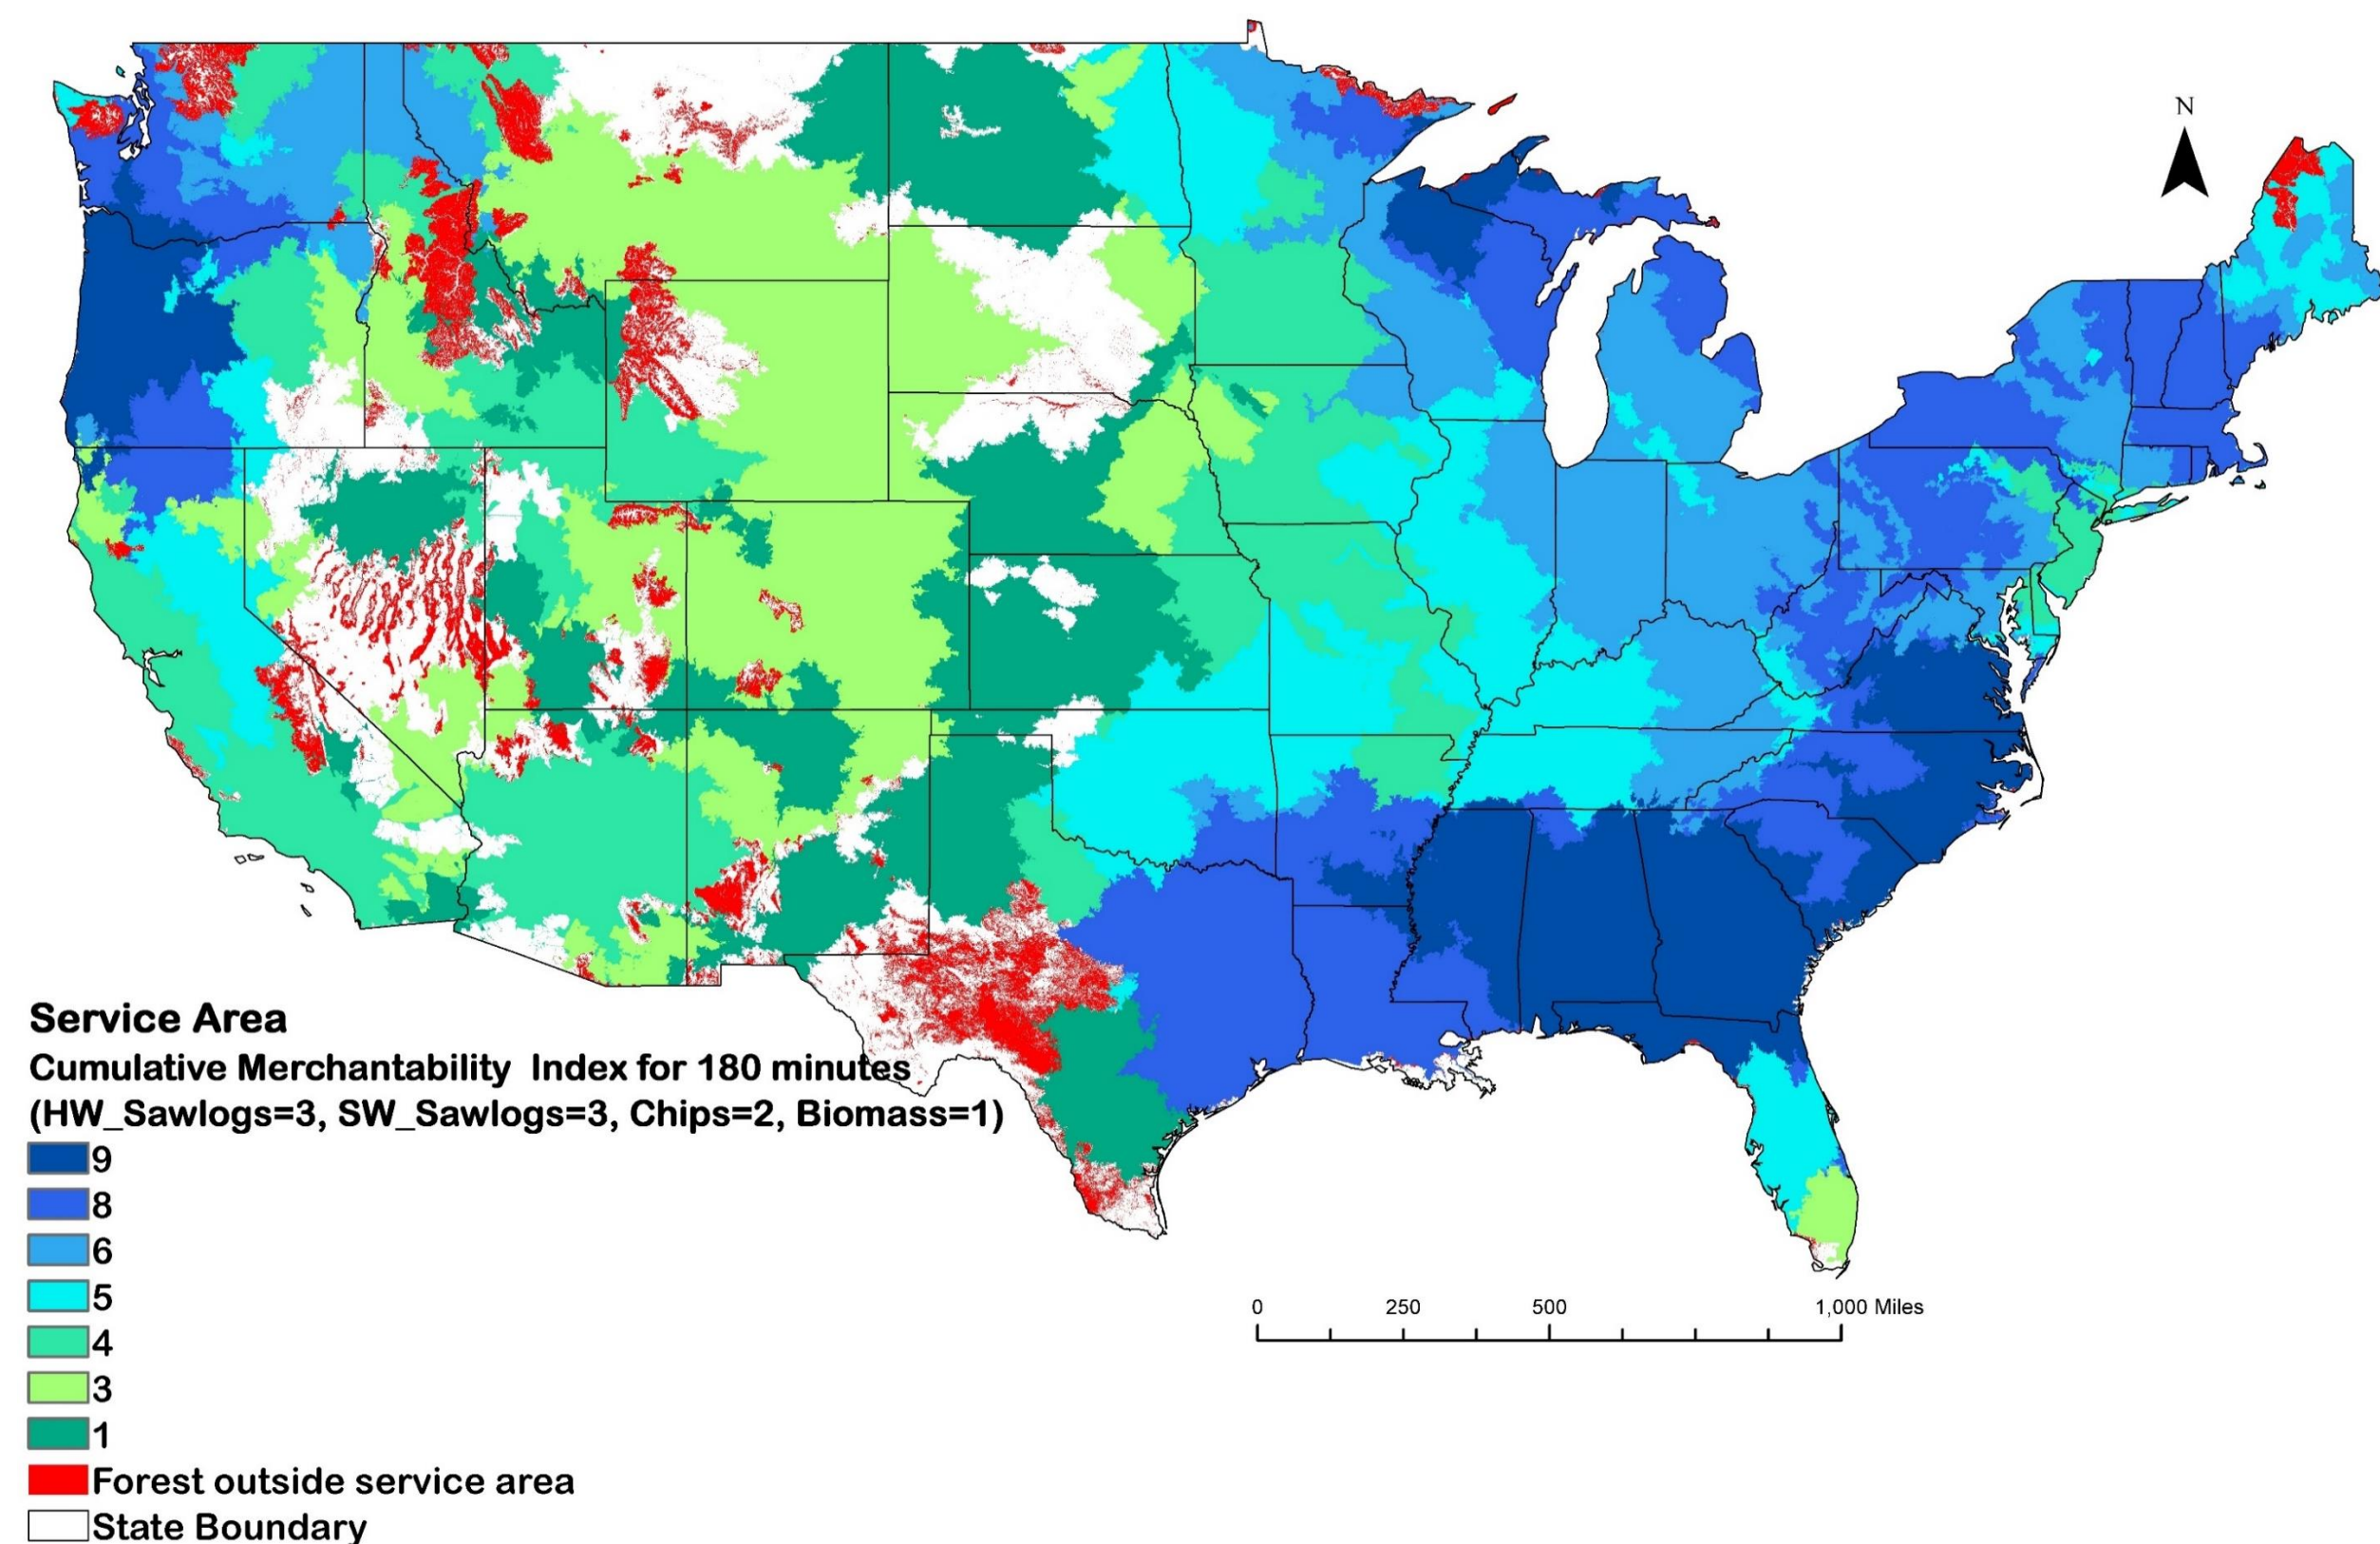 N
Service Area
Cumulative Merchantability Index for 180 minutes
(HW_Sawlogs=3, SW_Sawlogs=3, Chips=2, Biomass=1)
9
8
6
5
4
3
1
Forest outside service area
State Boundary
0 250 500 1,000 Miles